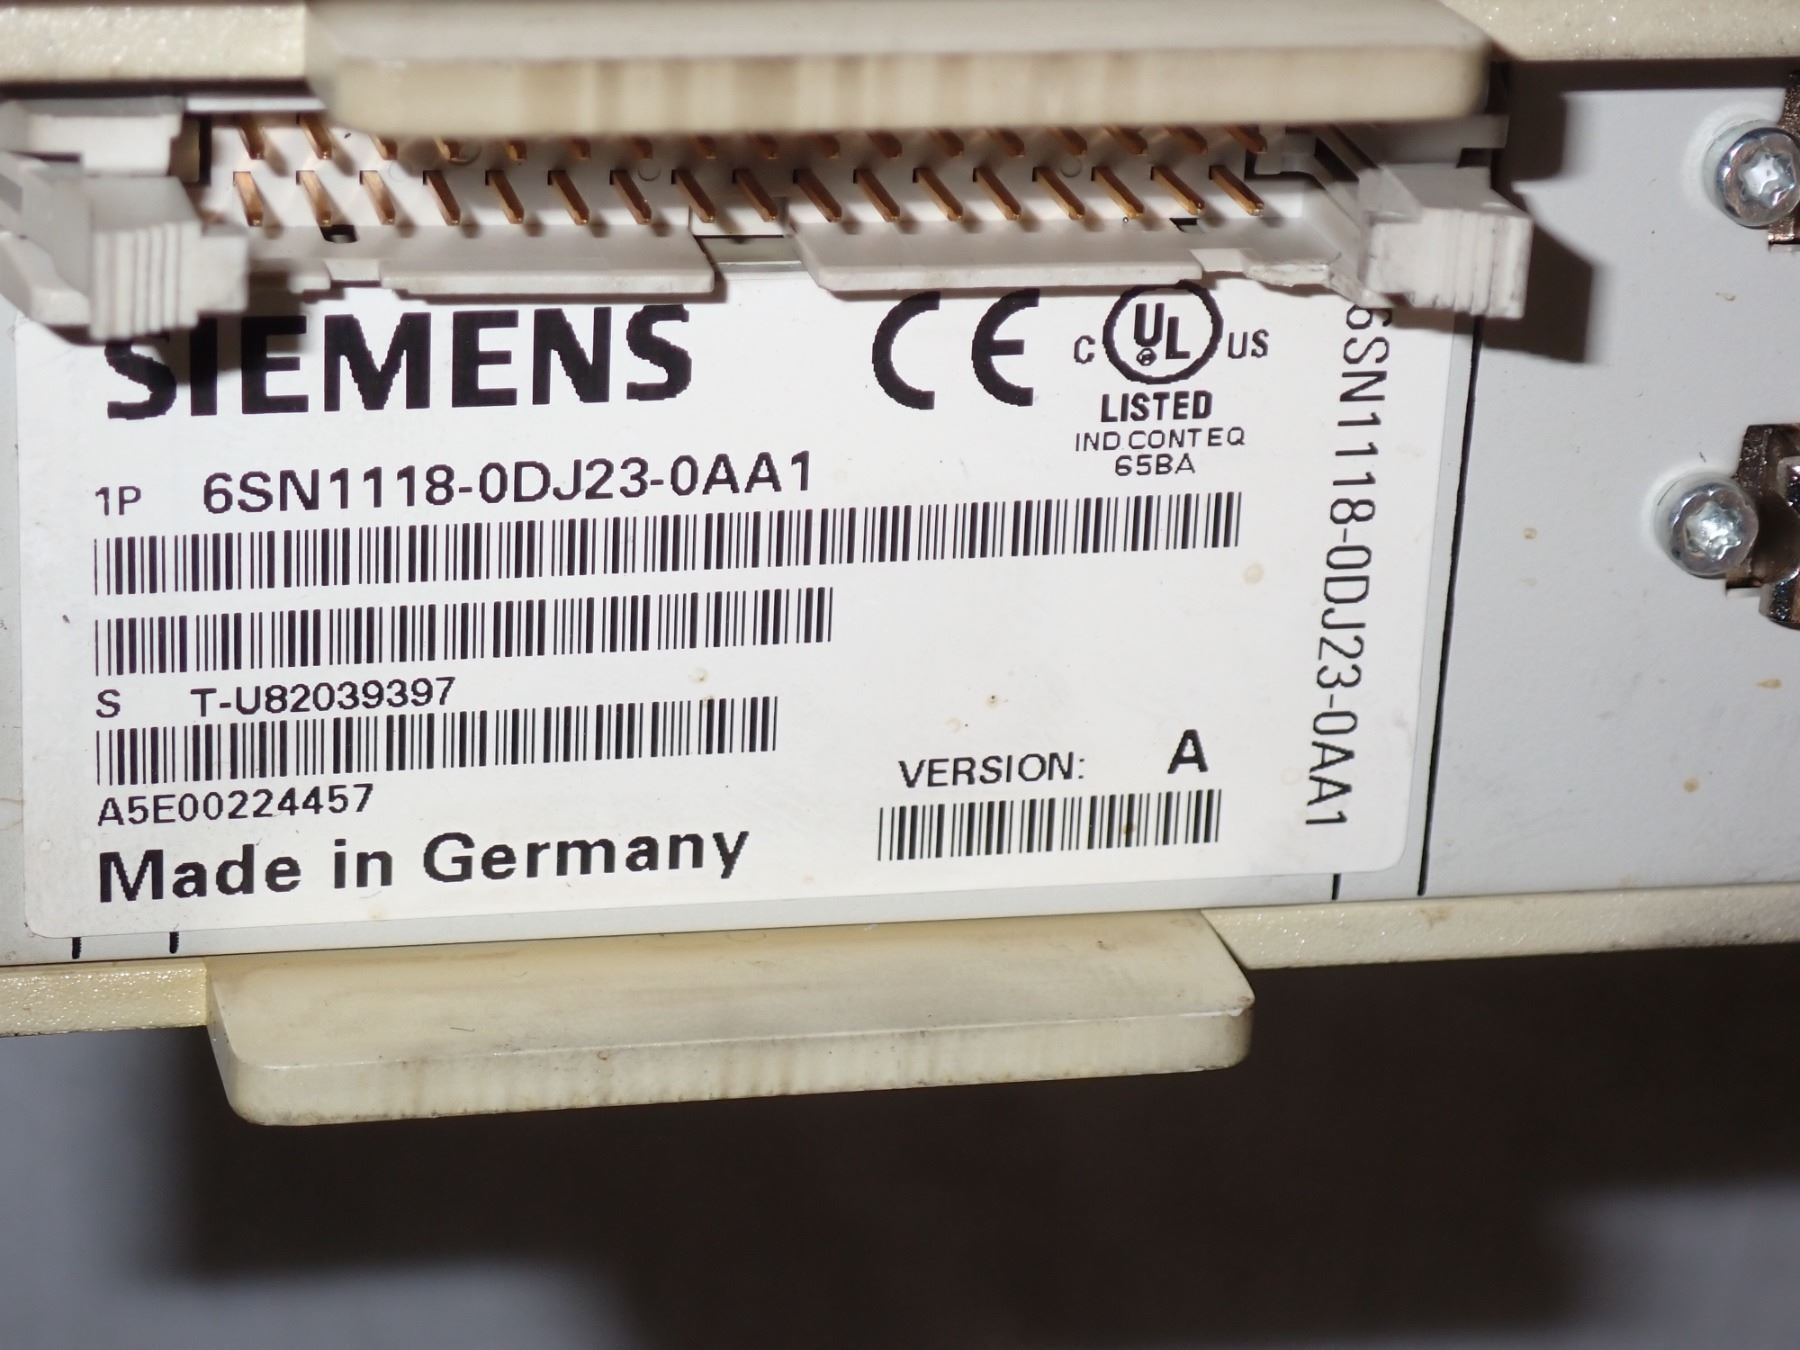 SIEMENS
CE
C UL US
LISTED
IND.CONT.EQ
65BA
1P 6SN1118-0DJ23-0AA1
S T-U82039397
A5E00224457
VERSION: A
Made in Germany
6SN1118-0DJ23-0AA1